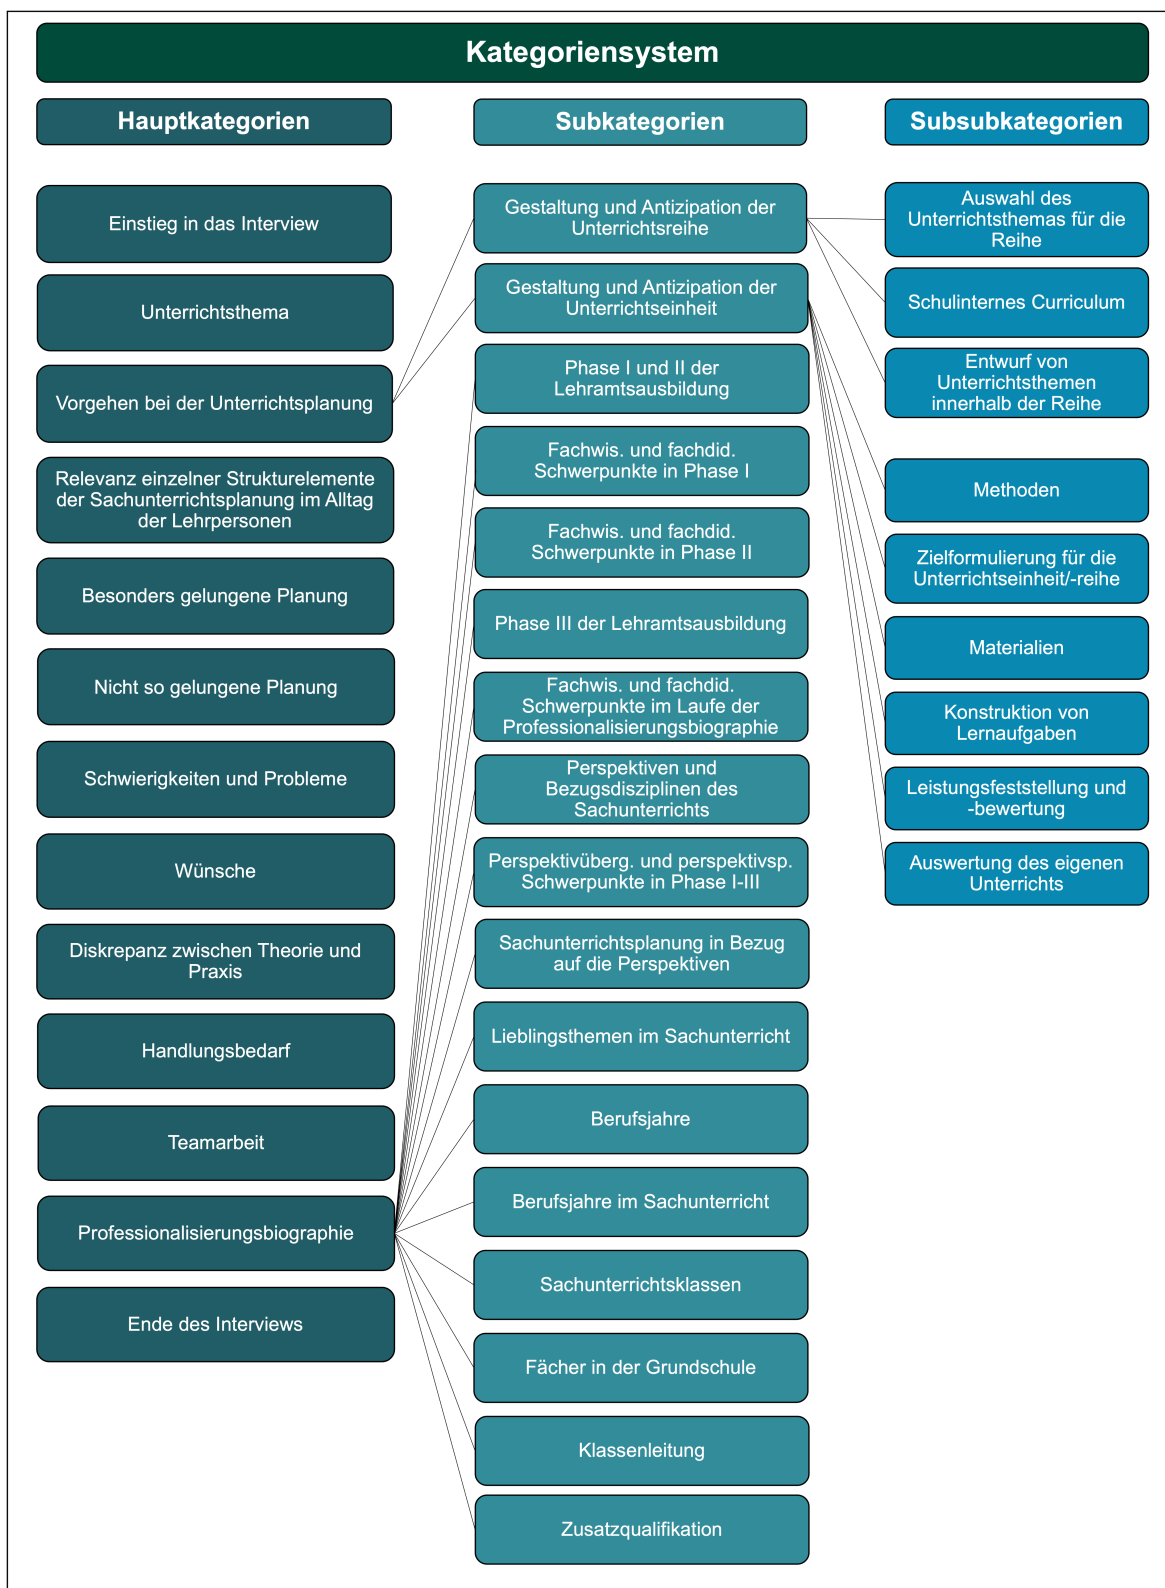 Kategoriensystem
Hauptkategorien
Subkategorien
Subsubkategorien
Einstieg in das Interview
Unterrichtsthema
Vorgehen bei der Unterrichtsplanung
Relevanz einzelner Strukturelemente
der Sachunterrichtsplanung im Alltag
der Lehrpersonen
Besonders gelungene Planung
Nicht so gelungene Planung
Schwierigkeiten und Probleme
Wünsche
Diskrepanz zwischen Theorie und
Praxis
Handlungsbedarf
Teamarbeit
Professionalisierungsbiographie
Ende des Interviews
Gestaltung und Antizipation der
Unterrichtsreihe
Gestaltung und Antizipation der
Unterrichtseinheit
Phase I und II der
Lehramtsausbildung
Fachwis. und fachdid.
Schwerpunkte in Phase I
Fachwis. und fachdid.
Schwerpunkte in Phase II
Phase III der Lehramtsausbildung
Fachwis. und fachdid.
Schwerpunkte im Laufe der
Professionalisierungsbiographie
Perspektiven und
Bezugsdisziplinen des
Sachunterrichts
Perspektivüberg. und perspektivsp.
Schwerpunkte in Phase I-III
Sachunterrichtsplanung in Bezug
auf die Perspektiven
Lieblingsthemen im Sachunterricht
Berufsjahre
Berufsjahre im Sachunterricht
Sachunterrichtsklassen
Fächer in der Grundschule
Klassenleitung
Zusatzqualifikation
Auswahl des
Unterrichtsthemas für die
Reihe
Schulinternes Curriculum
Entwurf von
Unterrichtsthemen
innerhalb der Reihe
Methoden
Zielformulierung für die
Unterrichtseinheit/-reihe
Materialien
Konstruktion von
Lernaufgaben
Leistungsfeststellung und
-bewertung
Auswertung des eigenen
Unterrichts